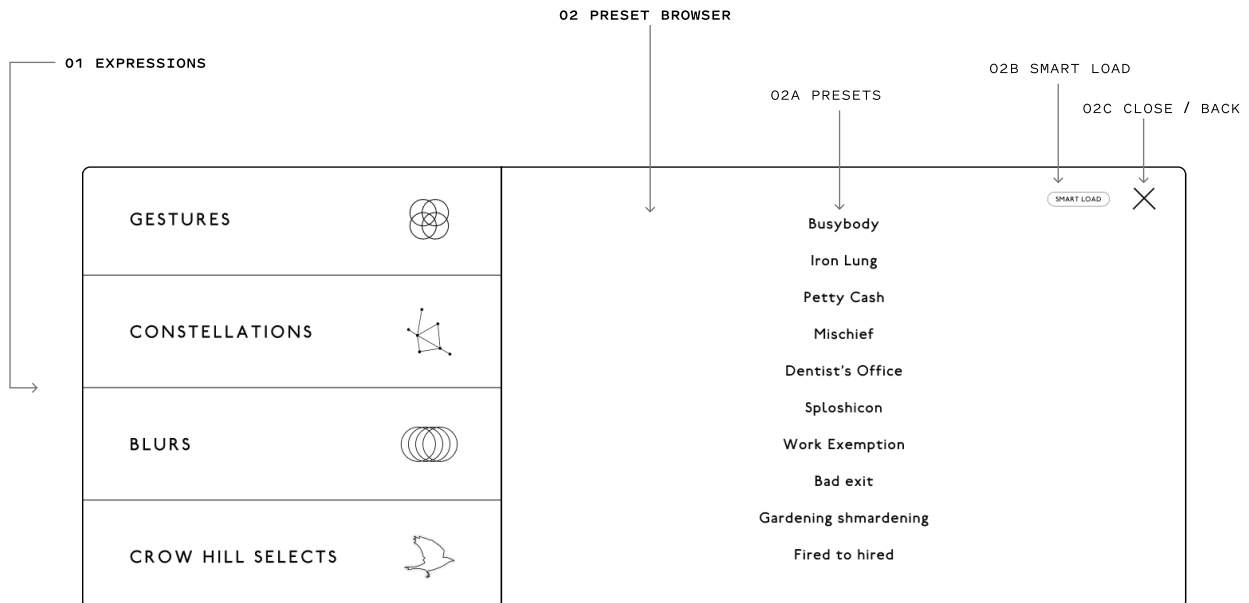 02 PRESET BROWSER
01 EXPRESSIONS
02B SMART LOAD
02A PRESETS
02C CLOSE / BACK
GESTURES
CONSTELLATIONS
BLURS
CROW HILL SELECTS
SMART LOAD
Busybody
Iron Lung
Petty Cash
Mischief
Dentist's Office
Sploshicon
Work Exemption
Bad exit
Gardening shmardening
Fired to hired